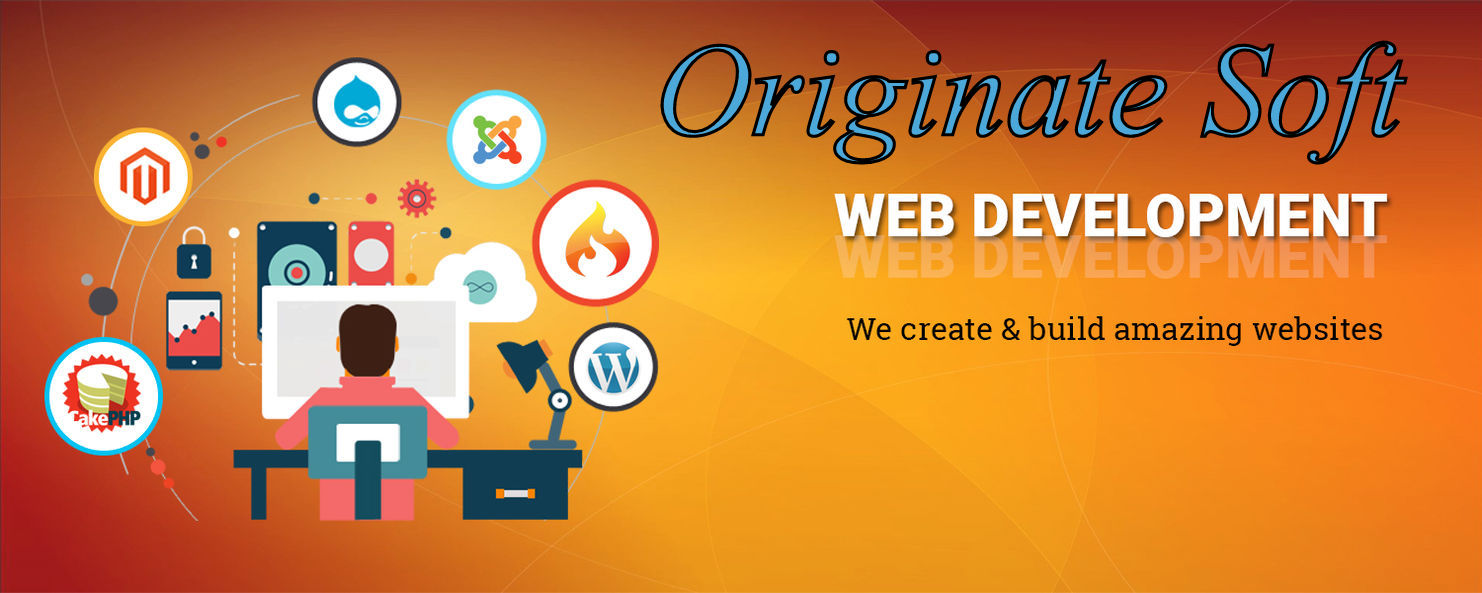 Originate Soft
WEB DEVELOPMENT
WEB DEVELOPMENT
We create & build amazing websites
W
CakePHP